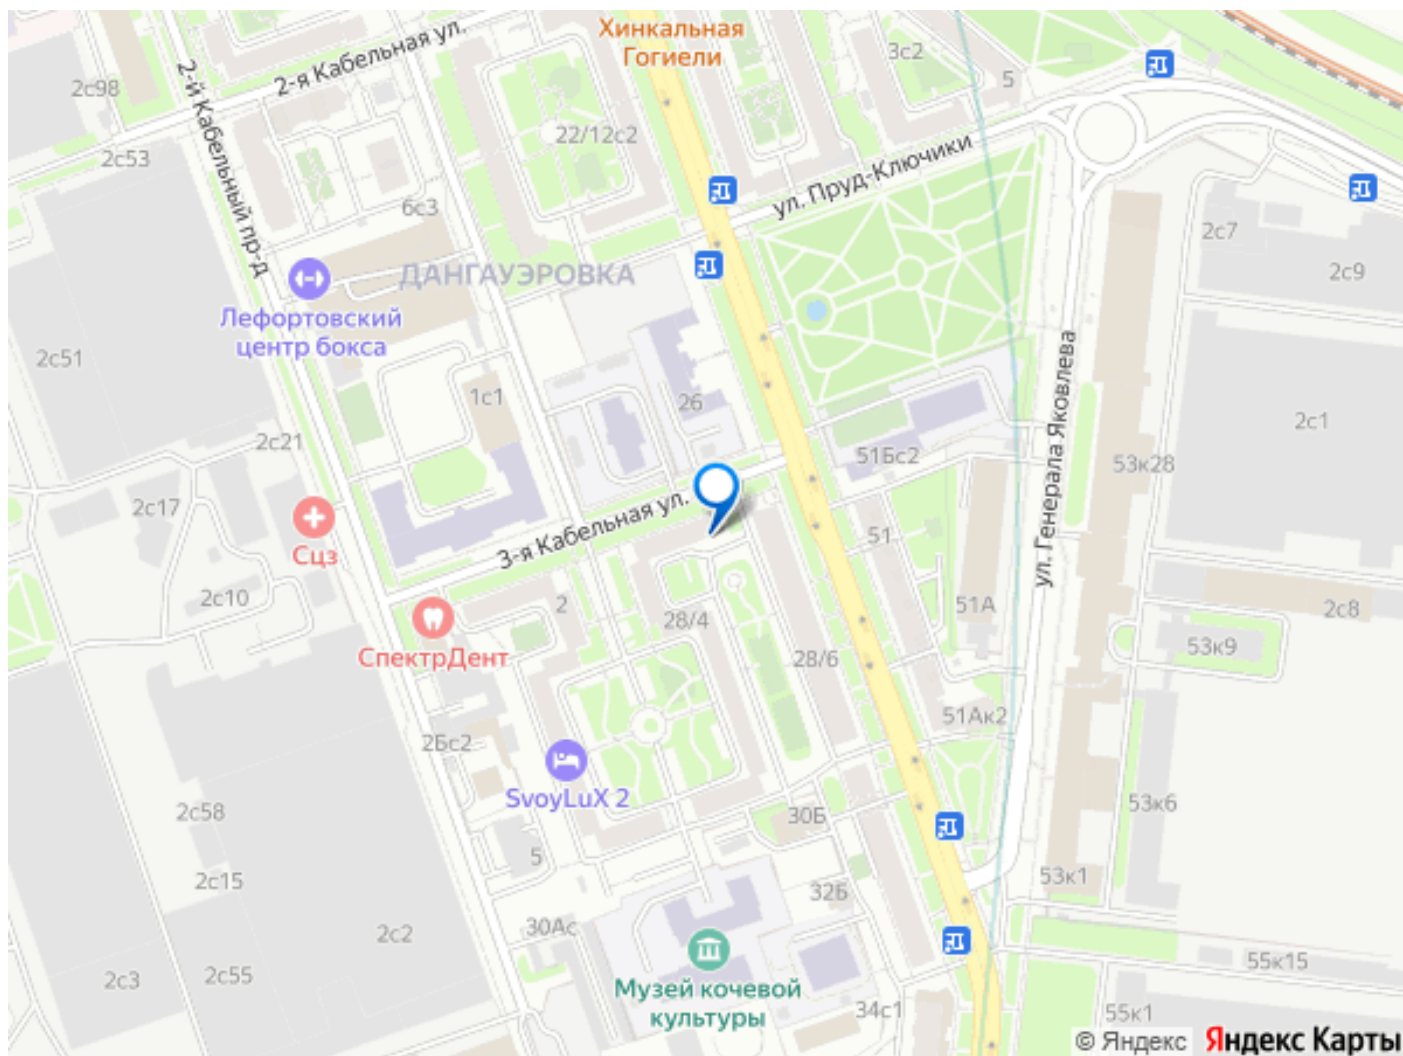 Хинкальная
Гогиели
2-я Кабельная ул.
2-й Кабельный пр-д
2с98
3с2
5
22/12с2
2с53
ул. Пруд-Ключики
6с3
2с7
2с9
ДАНГАУЭРОВКА
Лефортовский
центр бокса
2с51
1с1
26
ул. Генерала Яковлева
2с1
2с21
51Бс2
53к28
2с17
3-я Кабельная ул.
51
Сцз
2с10
2
28/4
51А
2с8
СпектрДент
28/6
53к9
51Ак2
2Бс2
SvoyLuX 2
2с58
30Б
53к6
5
2с15
32Б
53к1
30Ас
2с2
2с3
2с55
Музей кочевой
культуры
55к15
34с1
55к1
© Яндекс Яндекс Карты